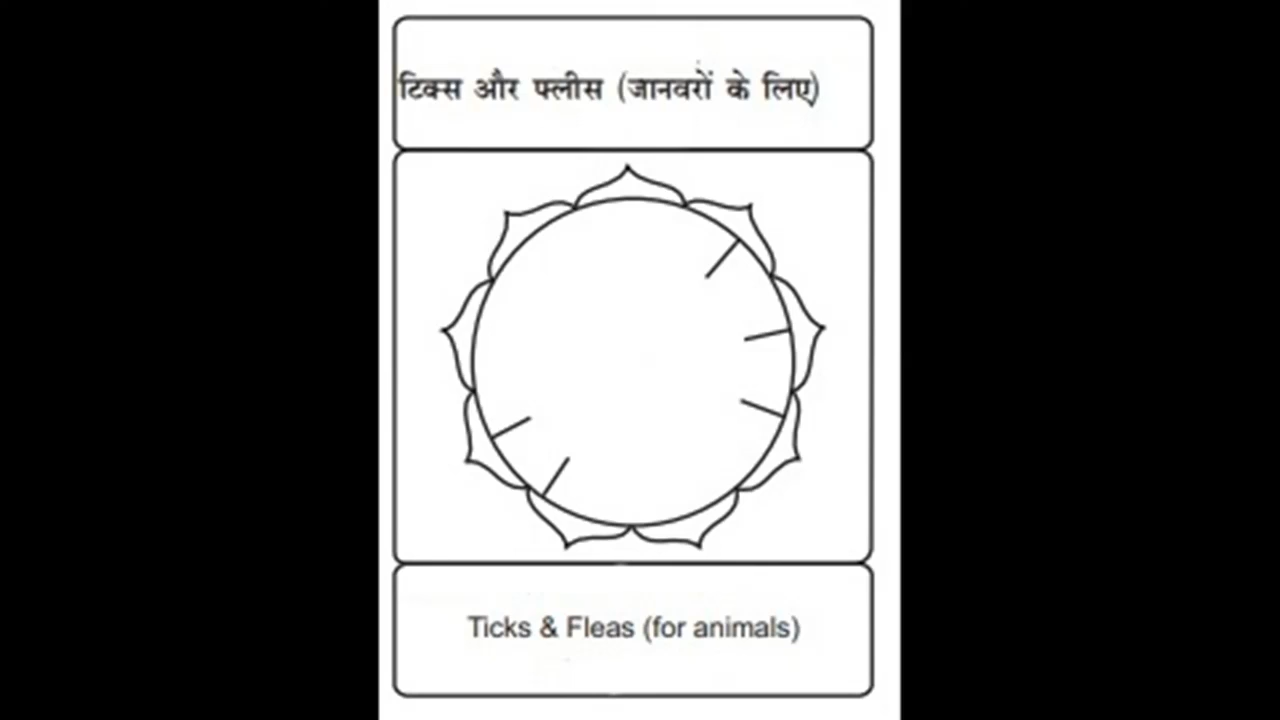 टिक्स और फ्लीस (जानवरों के लिए)
Ticks & Fleas (for animals)